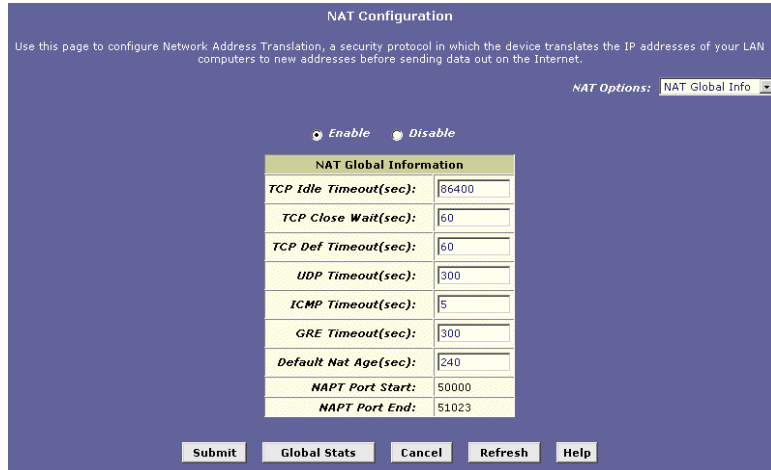 NAT Configuration
Use this page to configure Network Address Translation, a security protocol in which the device translates the IP addresses of your LAN
computers to new addresses before sending data out on the Internet.
NAT Options: NAT Global Info
Enable Disable
NAT Global Information
TCP Idle Timeout(sec): 86400
TCP Close Wait(sec): 60
TCP Def Timeout(sec): 60
UDP Timeout(sec): 300
ICMP Timeout(sec): 5
GRE Timeout(sec): 300
Default Nat Age(sec): 240
NAPT Port Start: 50000
NAPT Port End: 51023
Submit Global Stats Cancel Refresh Help